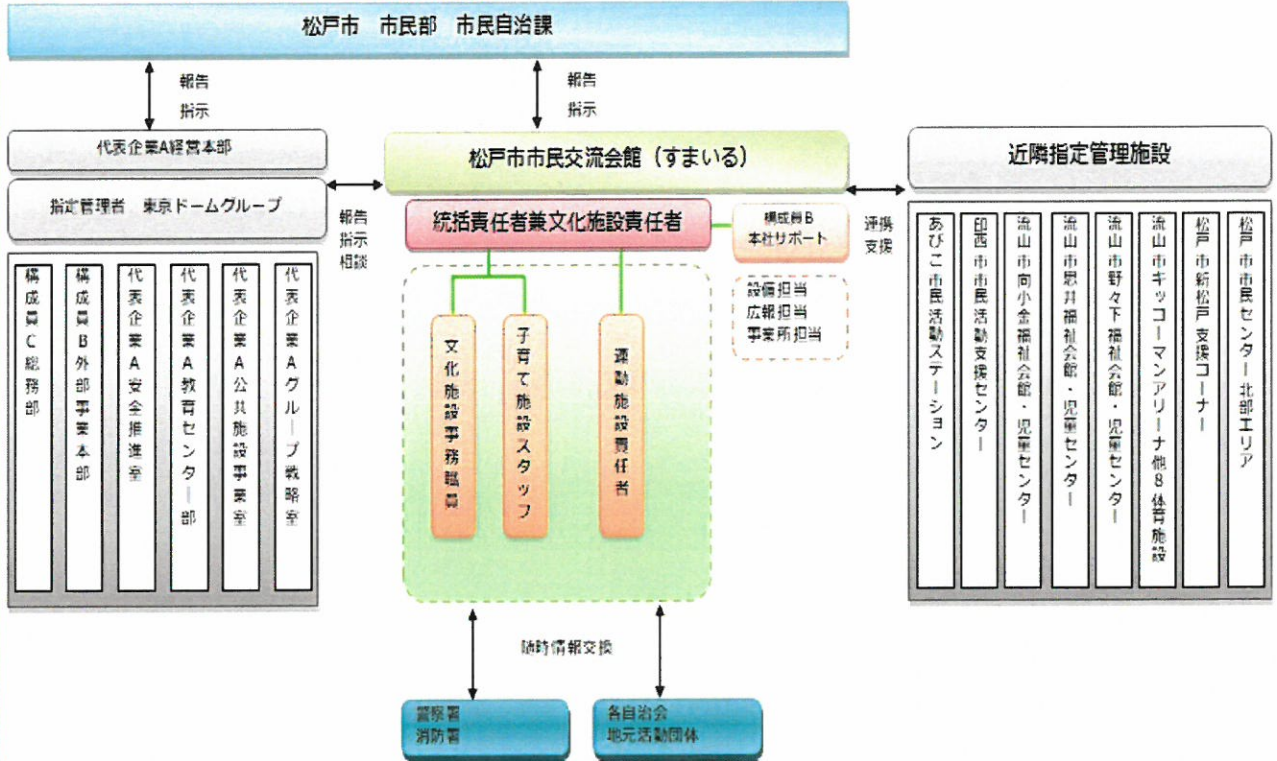 松戸市　市民部　市民自治課
報告
指示
報告
指示
代表企業A経営本部
指定管理者　東京ドームグループ
構成員C総務部
構成員B外部事業本部
代表企業A安全推進室
代表企業A教育センター部
代表企業A公共施設事業室
代表企業Aグループ戦略室
報告
指示
相談
松戸市市民交流会館（すまいる）
統括責任者兼文化施設責任者
構成員B
本社サポート
設備担当
広報担当
事業所担当
文化施設事務職員
子育て施設スタッフ
運動施設責任者
連携
支援
近隣指定管理施設
あびこ市民活動ステーション
印西市市民活動支援センター
流山市向小金福祉会館・児童センター
流山市思井福祉会館・児童センター
流山市野々下福祉会館・児童センター
流山市キッコーマンアリーナ他8体育施設
松戸市新松戸支援コーナー
松戸市市民センター北部エリア
随時情報交換
警察署
消防署
各自治会
地元活動団体